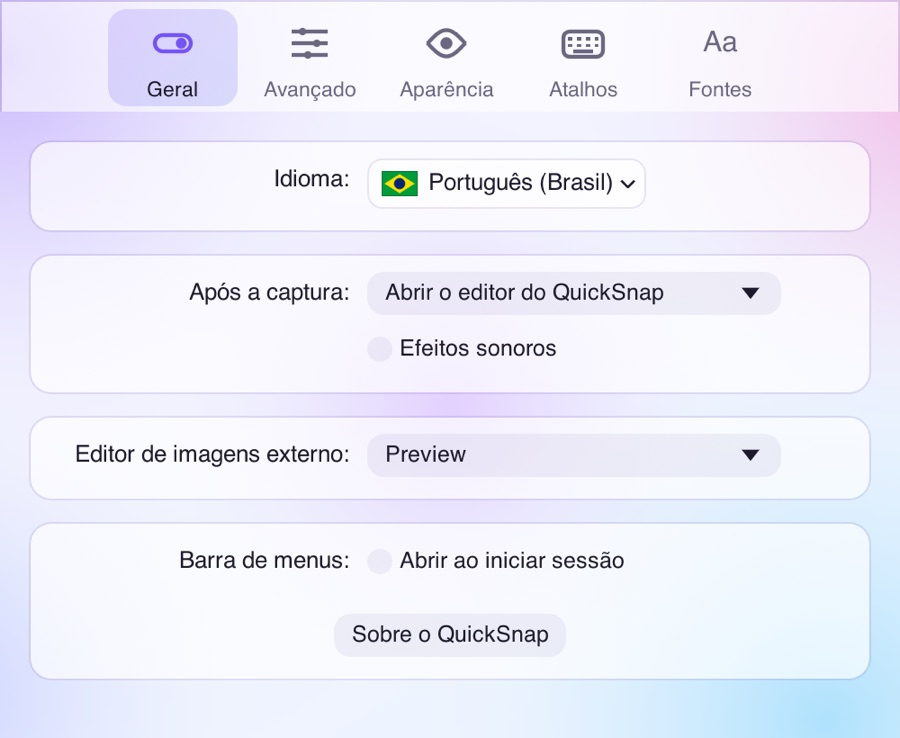 Aa
Geral Avançado Aparência Atalhos Fontes
Idioma: Português (Brasil)
Após a captura: Abrir o editor do QuickSnap
Efeitos sonoros
Editor de imagens externo: Preview
Barra de menus: Abrir ao iniciar sessão
Sobre o QuickSnap